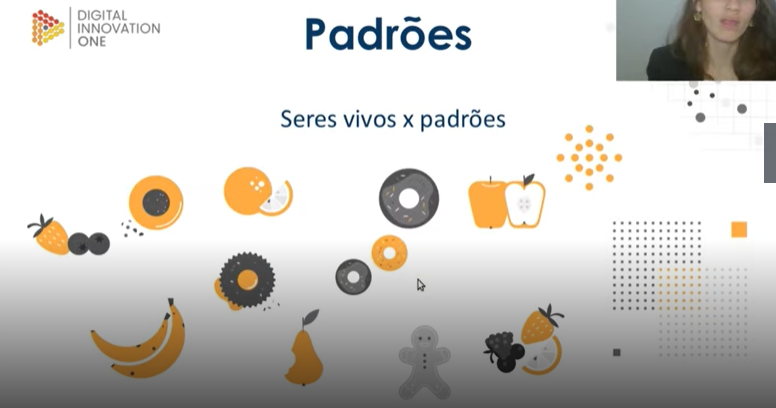 DIGITAL
INNOVATION
ONE
Padrões
Seres vivos x padrões